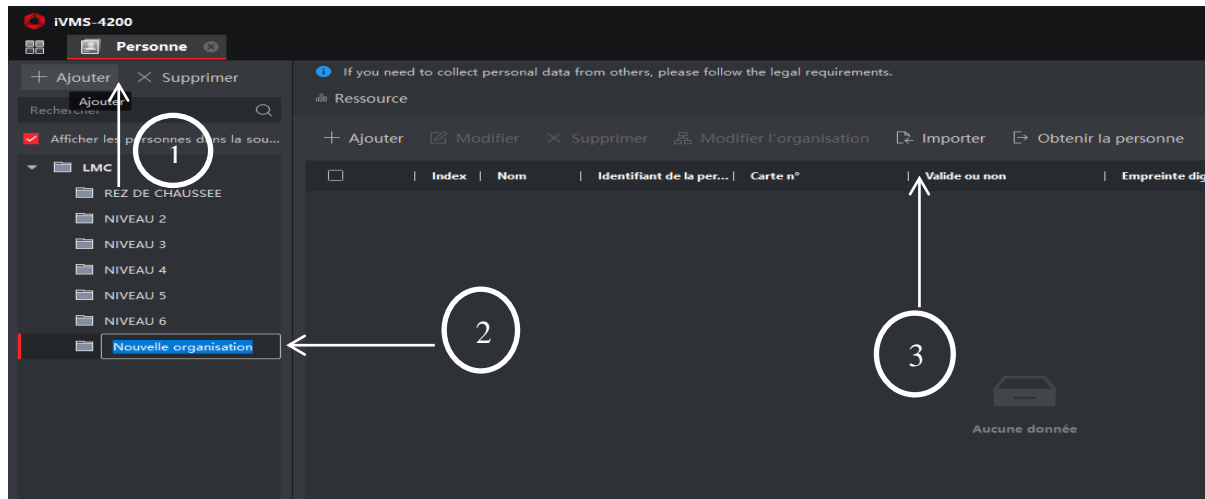 iVMS-4200
Personne
Ajouter Supprimer
Ajouter
Rechercher
Afficher les personnes dans la sou...
LMC
REZ DE CHAUSSEE
NIVEAU 2
NIVEAU 3
NIVEAU 4
NIVEAU 5
NIVEAU 6
Nouvelle organisation
1
2
If you need to collect personal data from others, please follow the legal requirements.
Ressource
Ajouter Modifier Supprimer Modifier l'organisation Importer Obtenir la personne
| Index | Nom | Identifiant de la per... | Carte n° | Valide ou non | Empreinte dig
3
Aucune donnée